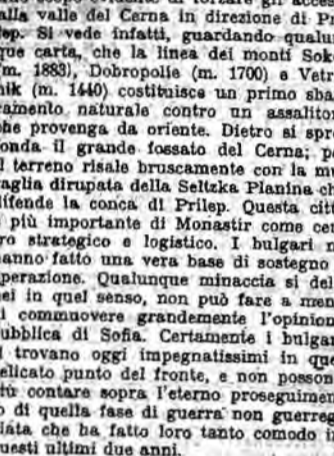 alla valle del Cerna in direzione di Pri
lep. Si vede infatti, guardando qualun
que carta, che la linea dei monti Sok
(m. 1883), Dobropolie (m. 1700) e Vetr
nik (m. 1440) costituisce un primo sbar
ramento naturale contro un assalitor
che provenga da oriente. Dietro si spro
fonda il grande fossato del Cerna; po
il terreno risale bruscamente con la mu
raglia dirupata della Seltzka Planina ch
difende la conca di Prilep. Questa citt
è più importante di Monastir come cen
tro strategico e logistico. I bulgari n
hanno fatto una vera base di sostegno
operazione. Qualunque minaccia si del
nei in quel senso, non può fare a men
di commuovere grandemente l'opinion
pubblica di Sofia. Certamente i bulgar
si trovano oggi impegnatissimi in que
delicato punto del fronte, e non posson
più contare sopra l'eterno proseguimen
to di quella fase di guerra non guerreg
giata che ha fatto loro tanto comodo in
questi ultimi due anni.